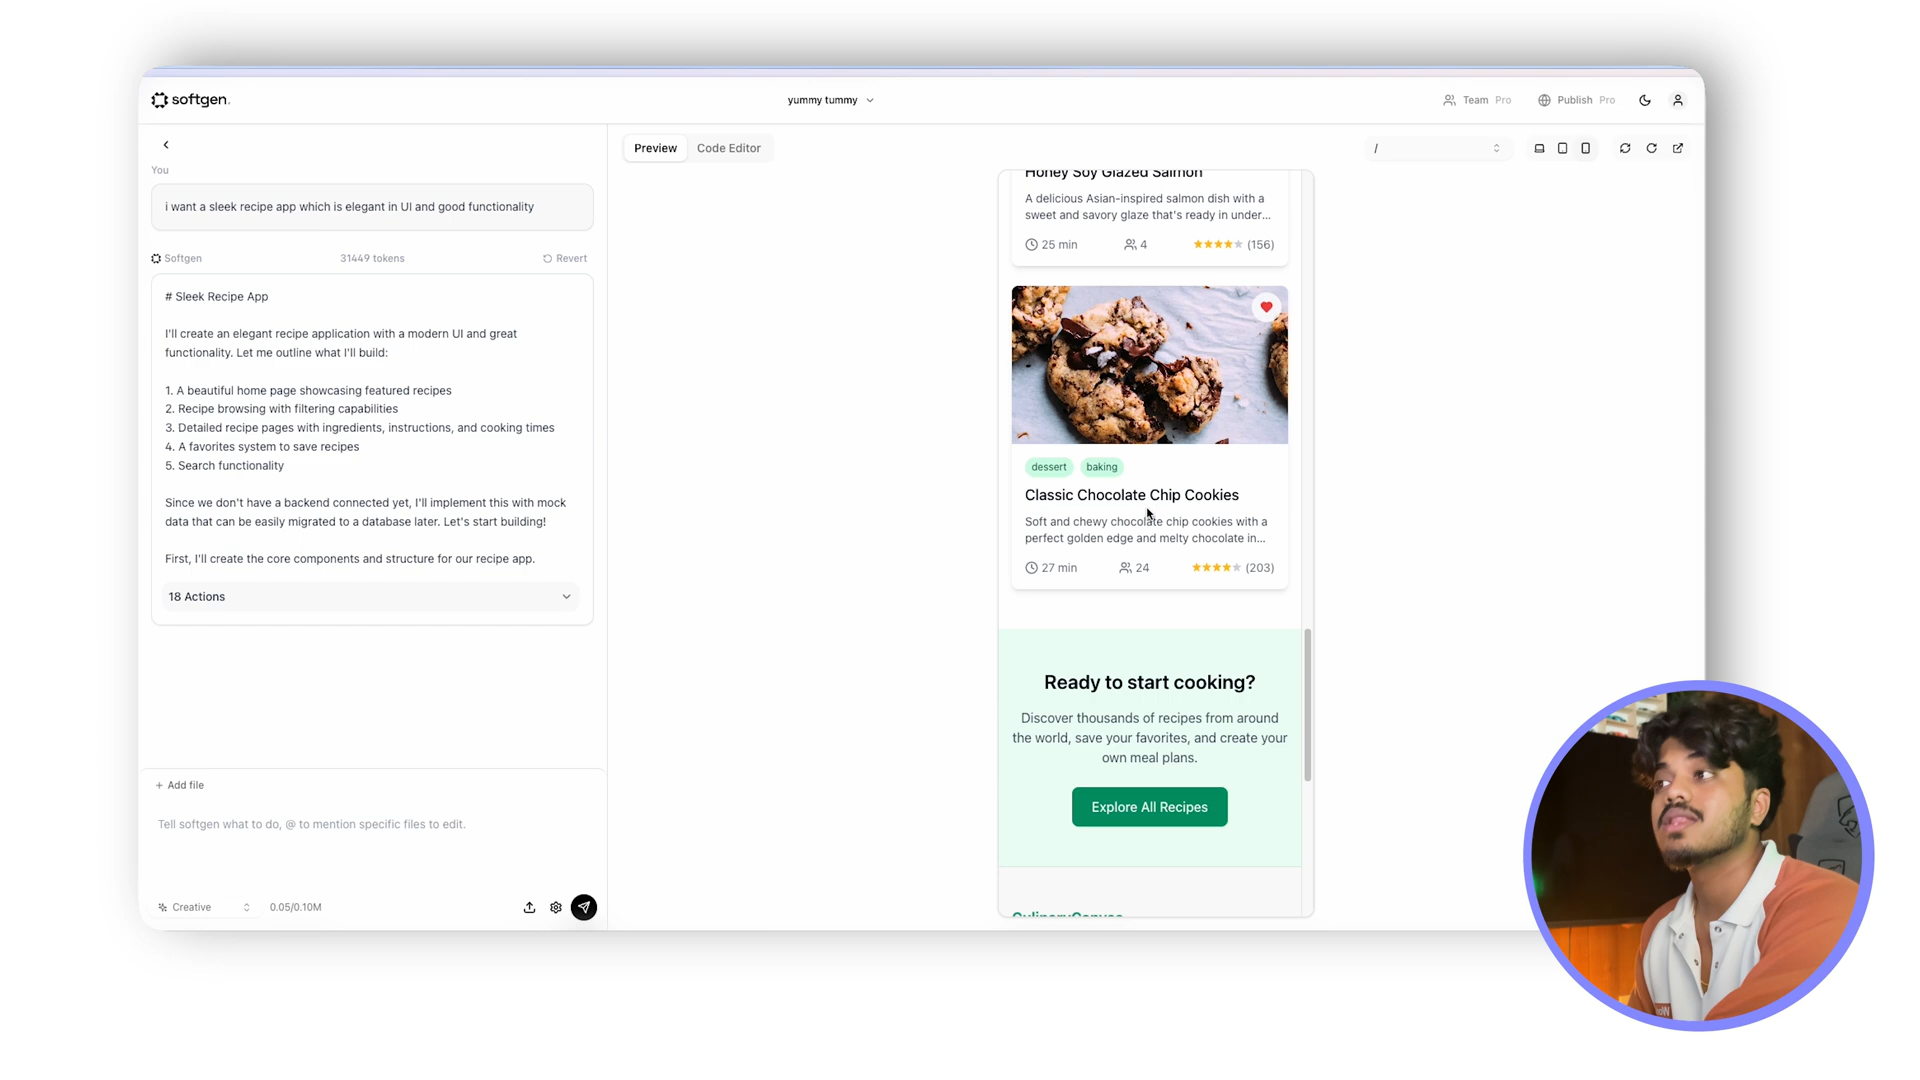 softgen.
yummy tummy
Team Pro
Publish Pro
You
i want a sleek recipe app which is elegant in UI and good functionality
Softgen
31449 tokens
Revert
# Sleek Recipe App
I'll create an elegant recipe application with a modern UI and great
functionality. Let me outline what I'll build:
1. A beautiful home page showcasing featured recipes
2. Recipe browsing with filtering capabilities
3. Detailed recipe pages with ingredients, instructions, and cooking times
4. A favorites system to save recipes
5. Search functionality
Since we don't have a backend connected yet, I'll implement this with mock
data that can be easily migrated to a database later. Let's start building!
First, I'll create the core components and structure for our recipe app.
18 Actions
+ Add file
Tell softgen what to do, @ to mention specific files to edit.
Creative
0.05/0.10M
Preview
Code Editor
/
Honey Soy Glazed Salmon
A delicious Asian-inspired salmon dish with a
sweet and savory glaze that's ready in under...
25 min
4
(156)
dessert
baking
Classic Chocolate Chip Cookies
Soft and chewy chocolate chip cookies with a
perfect golden edge and melty chocolate in...
27 min
24
(203)
Ready to start cooking?
Discover thousands of recipes from around
the world, save your favorites, and create your
own meal plans.
Explore All Recipes
CulinaryCanvas